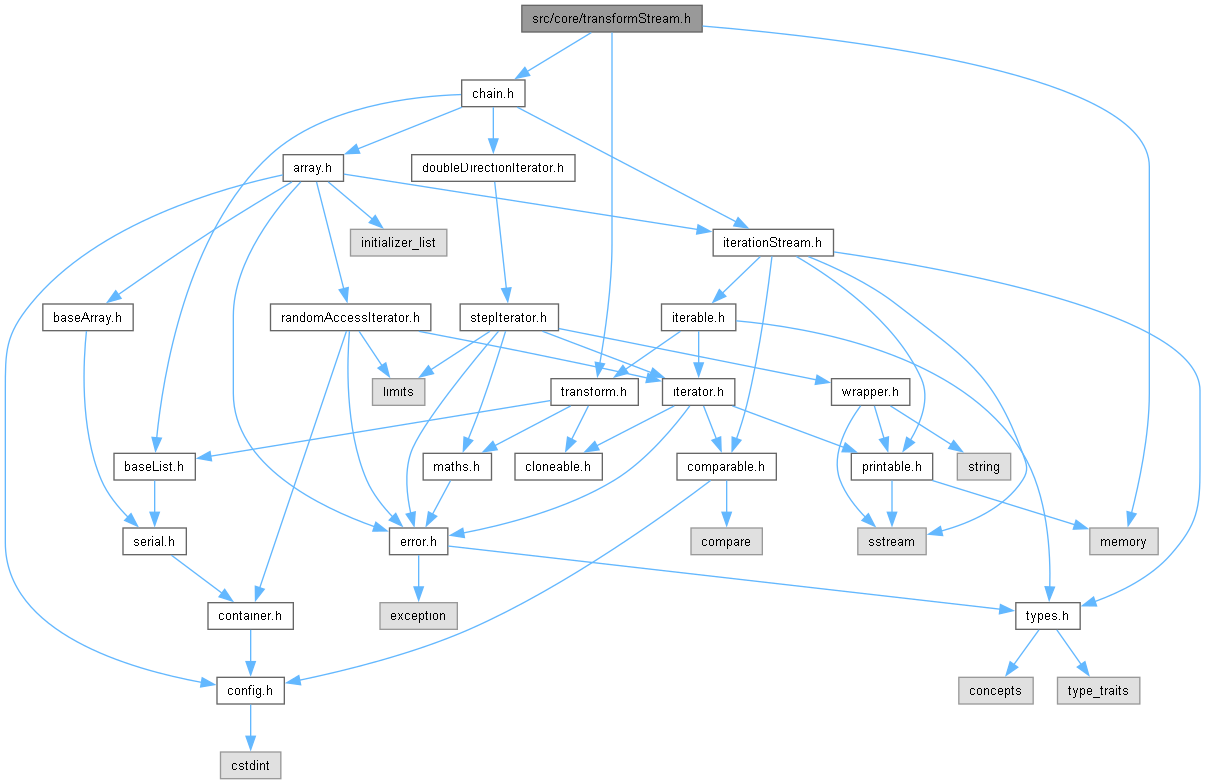 src/core/transformStream.h
chain.h
array.h
doubleDirectionIterator.h
initializer_list
iterationStream.h
baseArray.h
randomAccessIterator.h
stepIterator.h
iterable.h
limits
transform.h
iterator.h
wrapper.h
baseList.h
maths.h
cloneable.h
comparable.h
printable.h
string
serial.h
error.h
compare
sstream
memory
container.h
exception
types.h
config.h
concepts
type_traits
cstdint